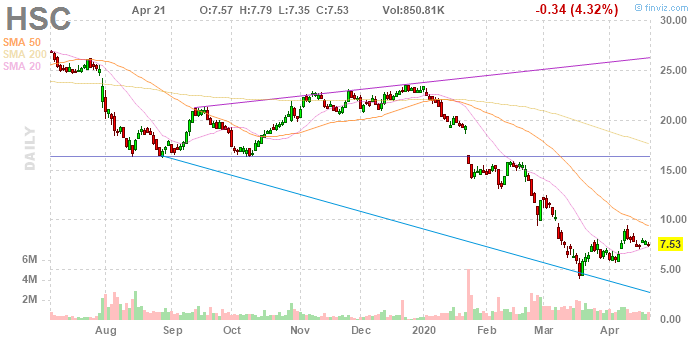 HSC Apr 21 O:7.57 H:7.79 L:7.35 C:7.53 Vol:850.81K -0.34 (4.32%)
© finviz.com
SMA 50
SMA 200
SMA 20
DAILY
30.00
25.00
20.00
15.00
10.00
7.53
5.00
0.00
6M
4M
2M
Aug Sep Oct Nov Dec 2020 Feb Mar Apr